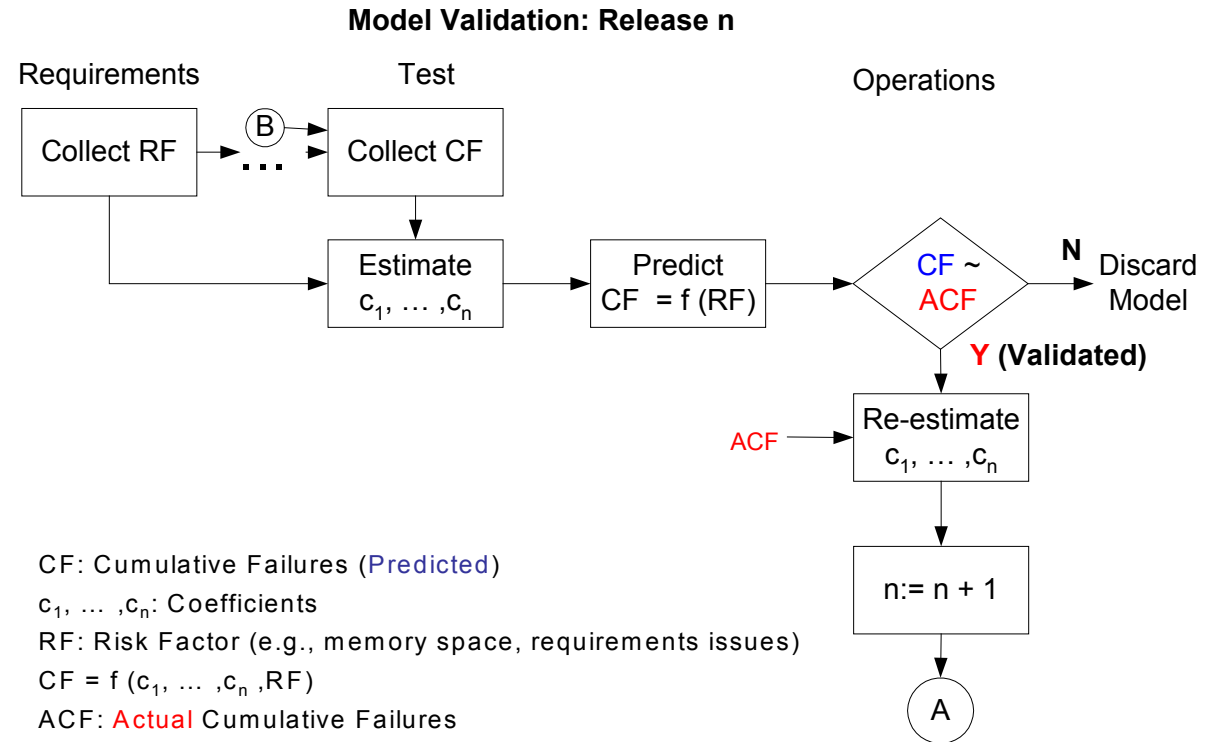 Model Validation: Release n
Requirements
Test
Operations
Collect RF
B
...
Collect CF
Estimate
c₁, … ,cₙ
Predict
CF = f (RF)
CF ~
ACF
N
Discard
Model
Y (Validated)
ACF
Re-estimate
c₁, … ,cₙ
n:= n + 1
A
CF: Cumulative Failures (Predicted)
c₁, … ,cₙ: Coefficients
RF: Risk Factor (e.g., memory space, requirements issues)
CF = f (c₁, … ,cₙ ,RF)
ACF: Actual Cumulative Failures